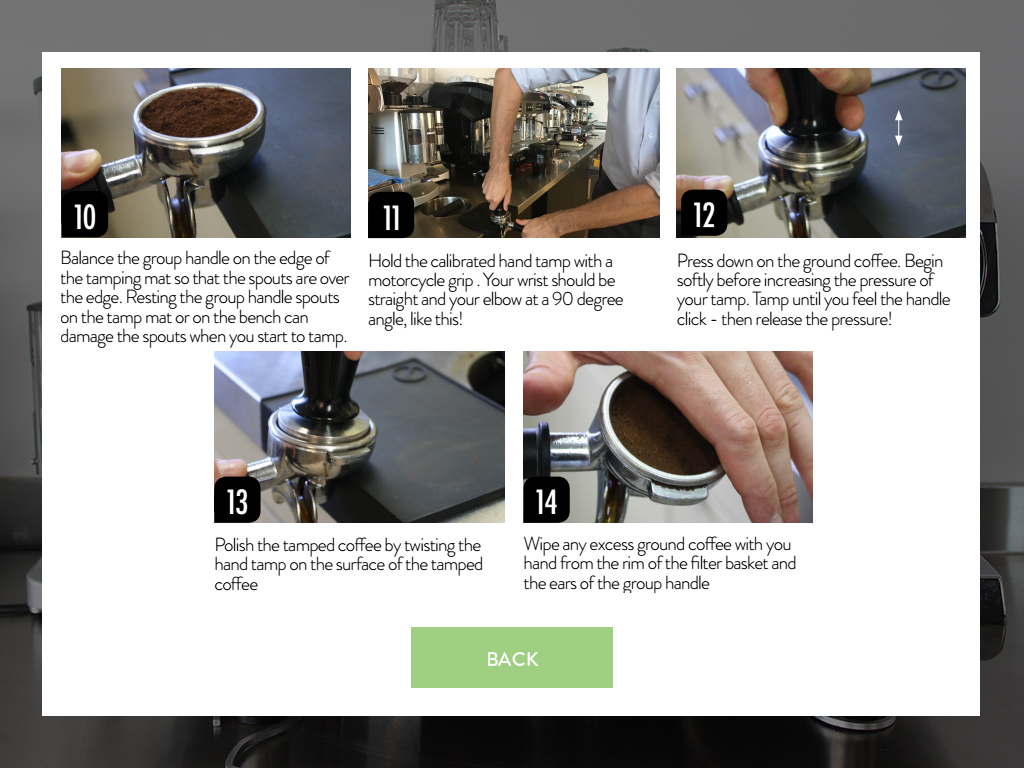 10
Balance the group handle on the edge of
the tamping mat so that the spouts are over
the edge. Resting the group handle spouts
on the tamp mat or on the bench can
damage the spouts when you start to tamp.
11
Hold the calibrated hand tamp with a
motorcycle grip . Your wrist should be
straight and your elbow at a 90 degree
angle, like this!
12
Press down on the ground coffee. Begin
softly before increasing the pressure of
your tamp. Tamp until you feel the handle
click - then release the pressure!
13
Polish the tamped coffee by twisting the
hand tamp on the surface of the tamped
coffee
14
Wipe any excess ground coffee with you
hand from the rim of the filter basket and
the ears of the group handle
BACK